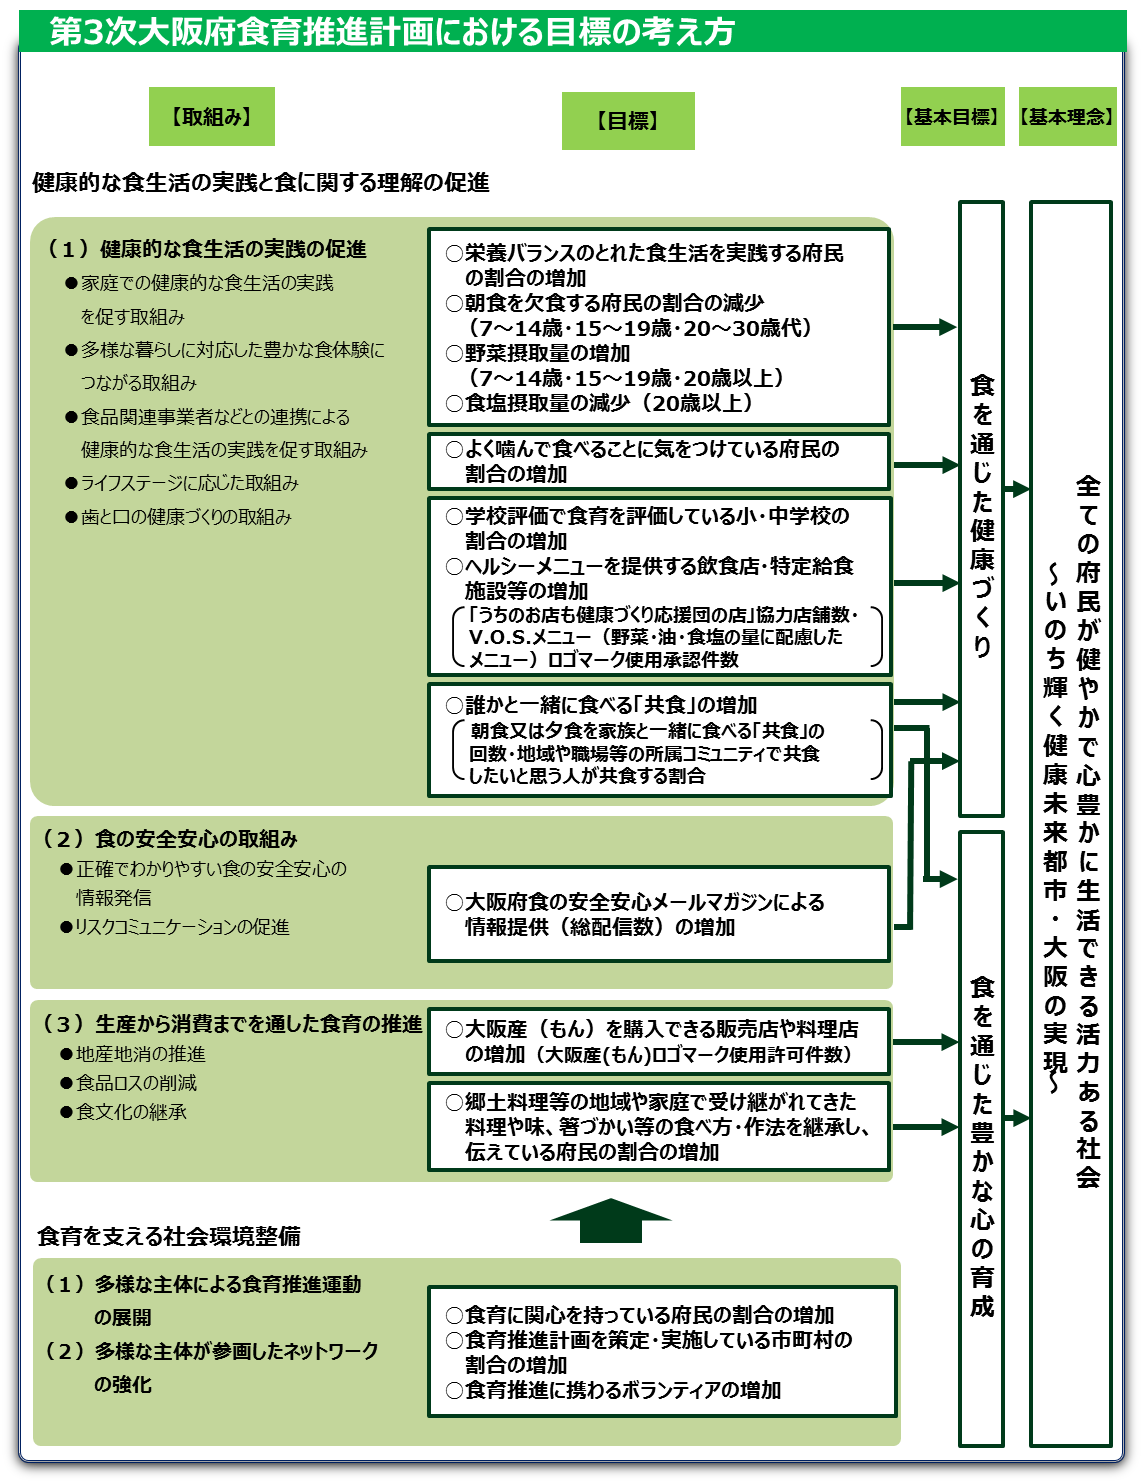 第3次大阪府食育推進計画における目標の考え方
【取組み】
【目標】
【基本目標】
【基本理念】
健康的な食生活の実践と食に関する理解の促進
（１）健康的な食生活の実践の促進
●家庭での健康的な食生活の実践
を促す取組み
●多様な暮らしに対応した豊かな食体験に
つながる取組み
●食品関連事業者などとの連携による
健康的な食生活の実践を促す取組み
●ライフステージに応じた取組み
●歯と口の健康づくりの取組み
○栄養バランスのとれた食生活を実践する府民
の割合の増加
○朝食を欠食する府民の割合の減少
（7～14歳・15～19歳・20～30歳代）
○野菜摂取量の増加
（7～14歳・15～19歳・20歳以上）
○食塩摂取量の減少（20歳以上）
○よく噛んで食べることに気をつけている府民の
割合の増加
○学校評価で食育を評価している小・中学校の
割合の増加
○ヘルシーメニューを提供する飲食店・特定給食
施設等の増加
「うちのお店も健康づくり応援団の店」協力店舗数・
V.O.S.メニュー（野菜・油・食塩の量に配慮した
メニュー）ロゴマーク使用承認件数
○誰かと一緒に食べる「共食」の増加
朝食又は夕食を家族と一緒に食べる「共食」の
回数・地域や職場等の所属コミュニティで共食
したいと思う人が共食する割合
（２）食の安全安心の取組み
●正確でわかりやすい食の安全安心の
情報発信
●リスクコミュニケーションの促進
○大阪府食の安全安心メールマガジンによる
情報提供（総配信数）の増加
（３）生産から消費までを通した食育の推進
●地産地消の推進
●食品ロスの削減
●食文化の継承
○大阪産（もん）を購入できる販売店や料理店
の増加（大阪産(もん)ロゴマーク使用許可件数）
○郷土料理等の地域や家庭で受け継がれてきた
料理や味、箸づかい等の食べ方・作法を継承し、
伝えている府民の割合の増加
食育を支える社会環境整備
（１）多様な主体による食育推進運動
の展開
（２）多様な主体が参画したネットワーク
の強化
○食育に関心を持っている府民の割合の増加
○食育推進計画を策定・実施している市町村の
割合の増加
○食育推進に携わるボランティアの増加
食を通じた健康づくり
食を通じた豊かな心の育成
全ての府民が健やかで心豊かに生活できる活力ある社会
～いのち輝く健康未来都市・大阪の実現～